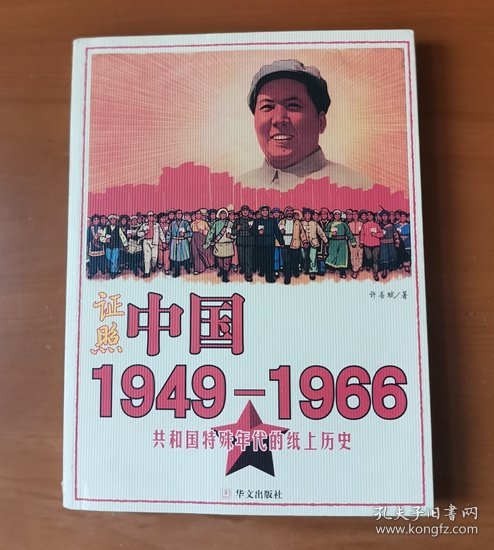 许善斌/著
证照
中国
1949-1966
共和国特殊年代的纸上历史
华文出版社
孔夫子旧书网
www.kongfz.com